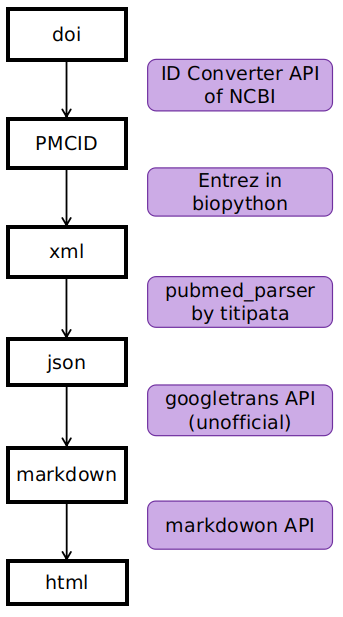 doi
ID Converter API
of NCBI
PMCID
Entrez in
biopython
xml
pubmed_parser
by titipata
json
googletrans API
(unofficial)
markdown
markdowon API
html